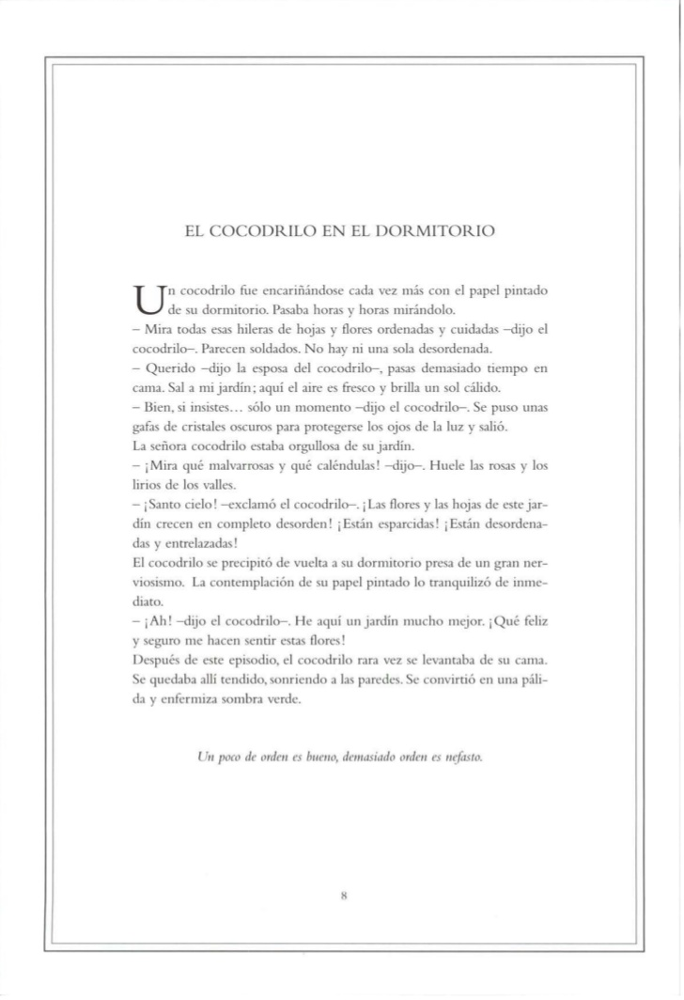 EL COCODRILO EN EL DORMITORIO
Un cocodrilo fue encariñándose cada vez más con el papel pintado
de su dormitorio. Pasaba horas y horas mirándolo.
– Mira todas esas hileras de hojas y flores ordenadas y cuidadas –dijo el
cocodrilo–. Parecen soldados. No hay ni una sola desordenada.
– Querido –dijo la esposa del cocodrilo–, pasas demasiado tiempo en
cama. Sal a mi jardín; aquí el aire es fresco y brilla un sol cálido.
– Bien, si insistes… sólo un momento –dijo el cocodrilo–. Se puso unas
gafas de cristales oscuros para protegerse los ojos de la luz y salió.
La señora cocodrilo estaba orgullosa de su jardín.
– ¡Mira qué malvarrosas y qué caléndulas! –dijo–. Huele las rosas y los
lirios de los valles.
– ¡Santo cielo! –exclamó el cocodrilo–. ¡Las flores y las hojas de este jar-
dín crecen en completo desorden! ¡Están esparcidas! ¡Están desordena-
das y entrelazadas!
El cocodrilo se precipitó de vuelta a su dormitorio presa de un gran ner-
viosismo. La contemplación de su papel pintado lo tranquilizó de inme-
diato.
– ¡Ah! –dijo el cocodrilo–. He aquí un jardín mucho mejor. ¡Qué feliz
y seguro me hacen sentir estas flores!
Después de este episodio, el cocodrilo rara vez se levantaba de su cama.
Se quedaba allí tendido, sonriendo a las paredes. Se convirtió en una páli-
da y enfermiza sombra verde.
Un poco de orden es bueno, demasiado orden es nefasto.
8